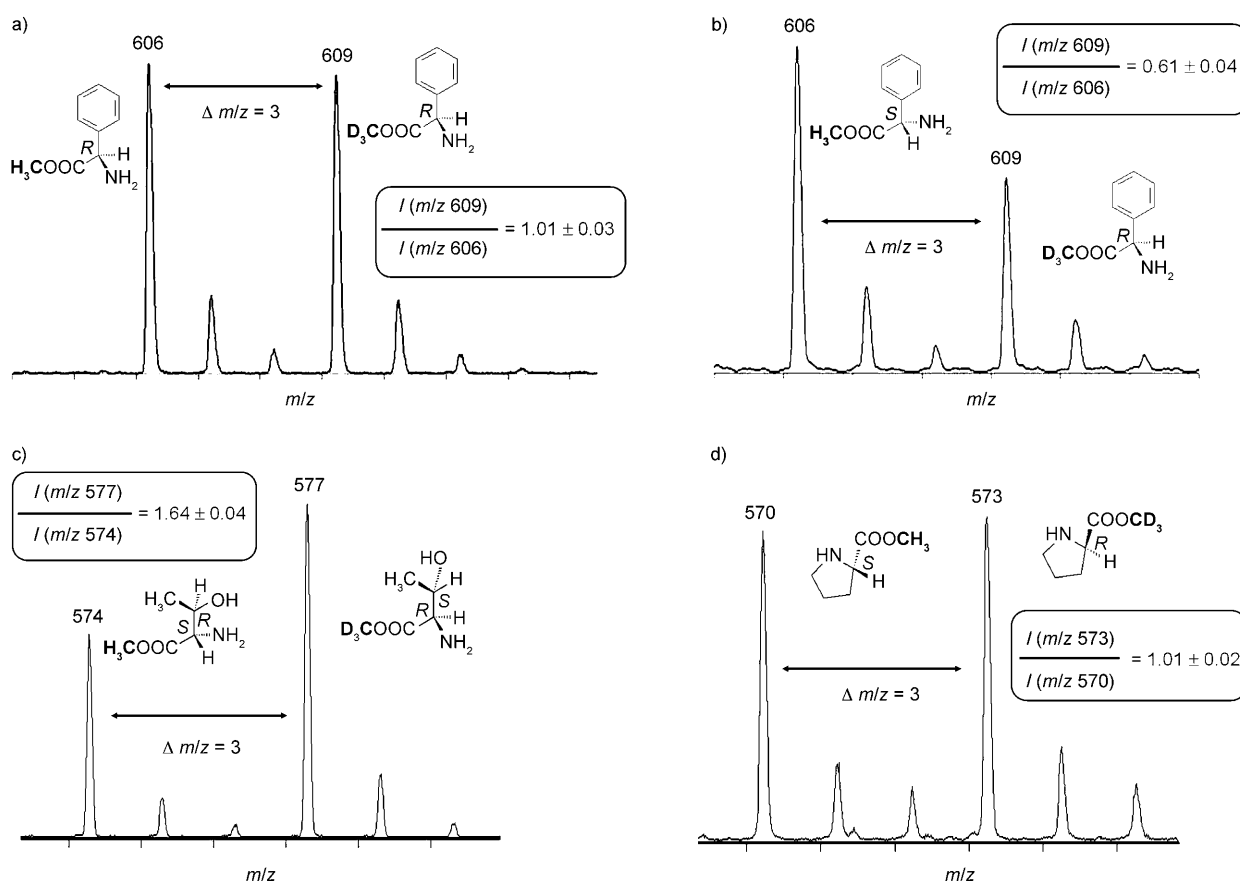 a)
606
609
Δ m/z = 3
R
H
H₃COOC
NH₂
R
H
D₃COOC
NH₂
I (m/z 609)
I (m/z 606)
= 1.01 ± 0.03
m/z
b)
606
I (m/z 609)
I (m/z 606)
= 0.61 ± 0.04
S
NH₂
H₃COOC
H
609
Δ m/z = 3
R
H
D₃COOC
NH₂
m/z
c)
I (m/z 577)
I (m/z 574)
= 1.64 ± 0.04
577
574
H
H₃C
OH
R
S
NH₂
H₃COOC
H
HO
H₃C
H
S
R
H
D₃COOC
NH₂
Δ m/z = 3
m/z
d)
570
573
HN
COOCH₃
S
H
HN
COOCD₃
R
H
I (m/z 573)
I (m/z 570)
= 1.01 ± 0.02
Δ m/z = 3
m/z